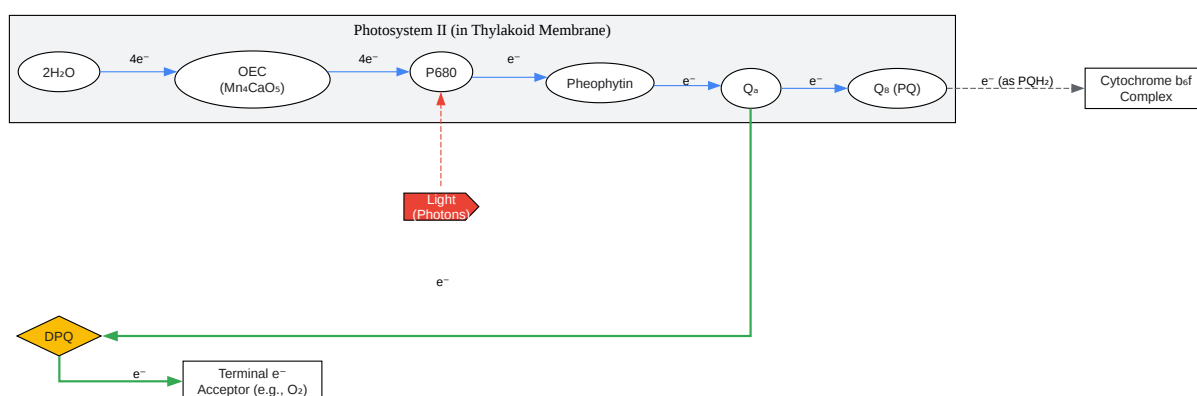 Photosystem II (in Thylakoid Membrane)
2H₂O
4e⁻
OEC
(Mn₄CaO₅)
4e⁻
P680
e⁻
Pheophytin
e⁻
Qₐ
e⁻
Q₈ (PQ)
e⁻ (as PQH₂)
Cytochrome b₆f
Complex
Light
(Photons)
e⁻
DPQ
e⁻
Terminal e⁻
Acceptor (e.g., O₂)